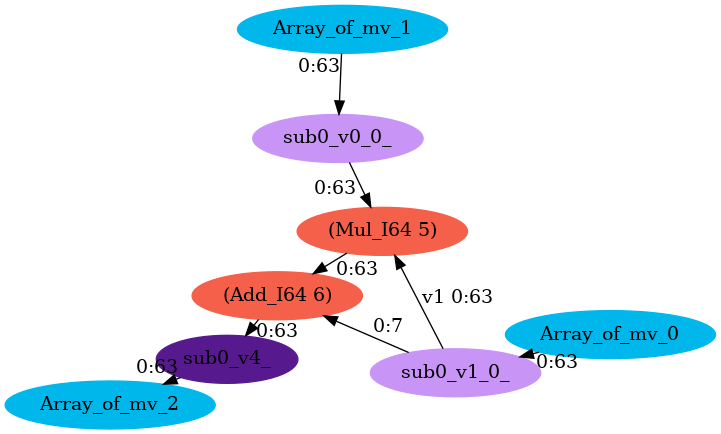 Array_of_mv_1
0:63
sub0_v0_0_
0:63
(Mul_I64 5)
0:63
(Add_I64 6)
v1 0:63
0:7
0:63
Array_of_mv_0
sub0_v4_
0:63
0:63
sub0_v1_0_
Array_of_mv_2